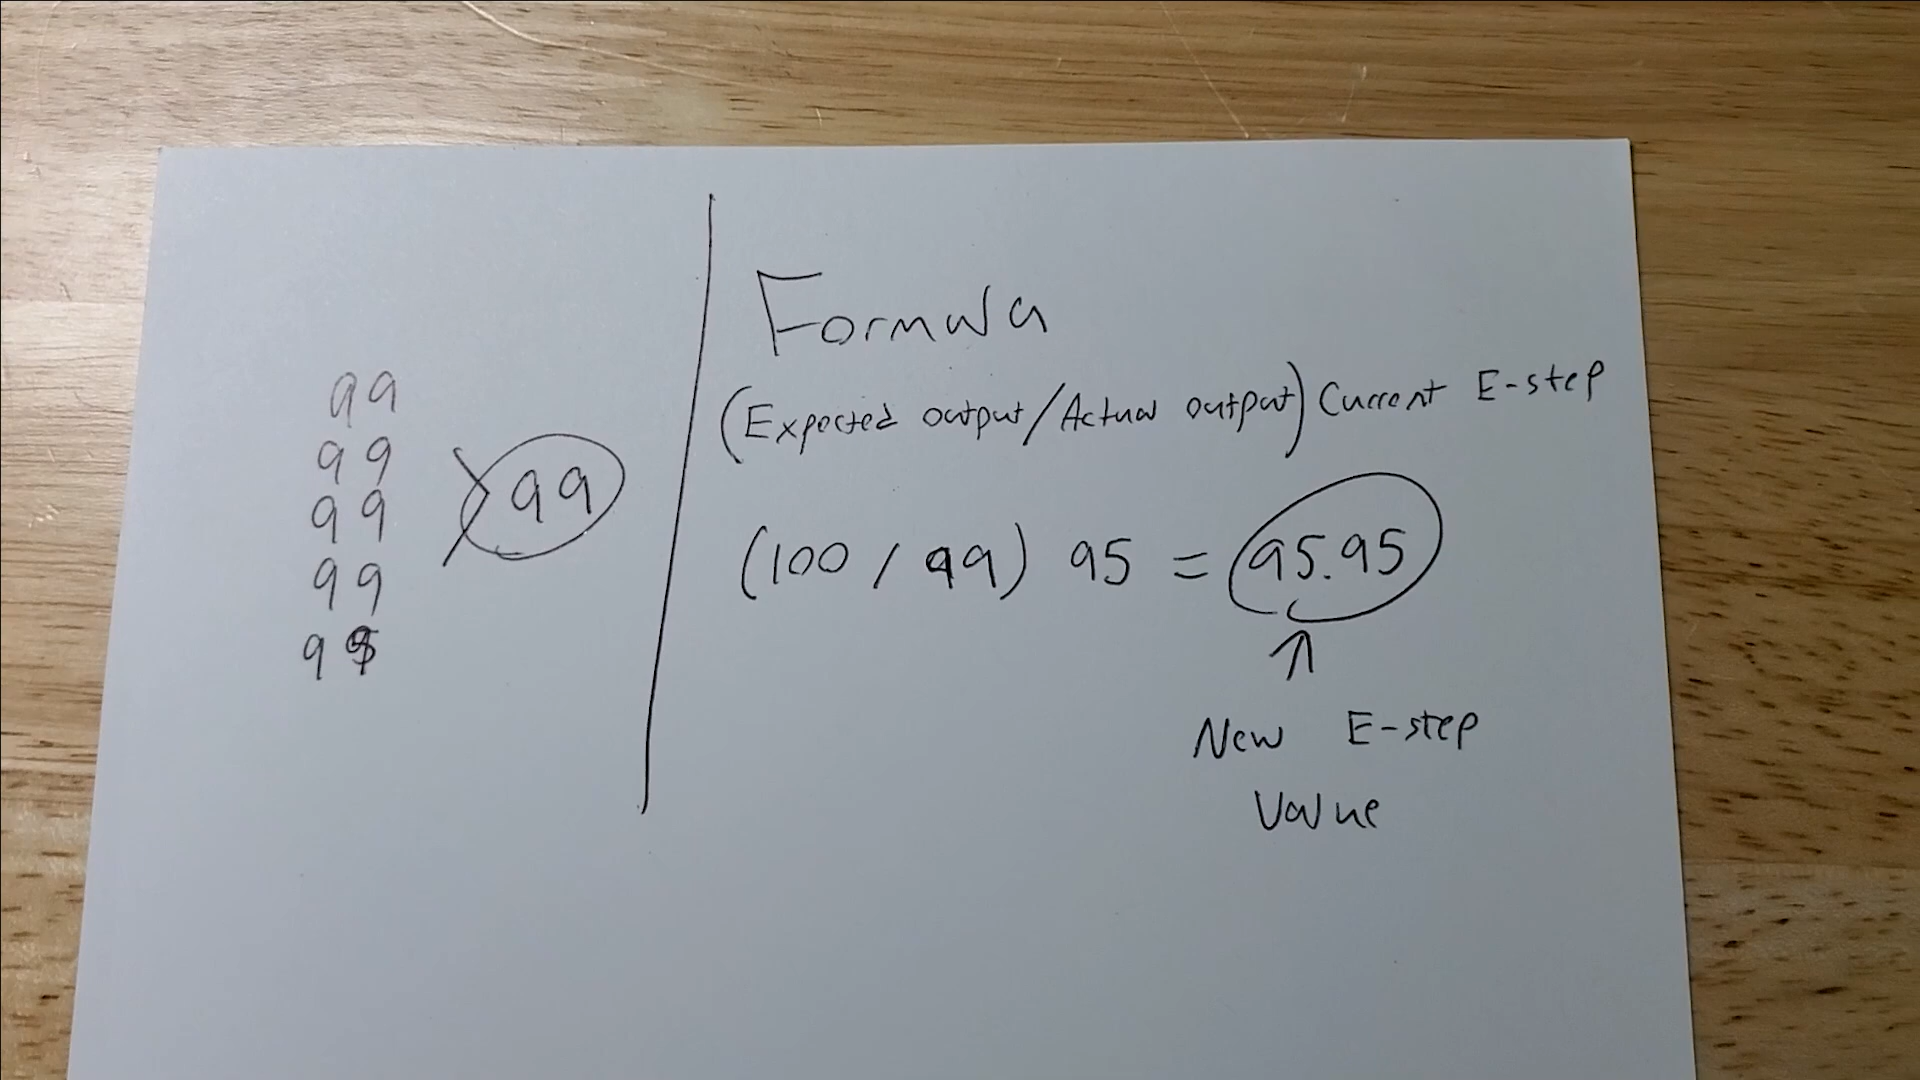 99
99
99
99
9
99
Formula
(Expected output/Actual output) Current E-step
(100 / 99) 95 = 95.95
New E-step
Value